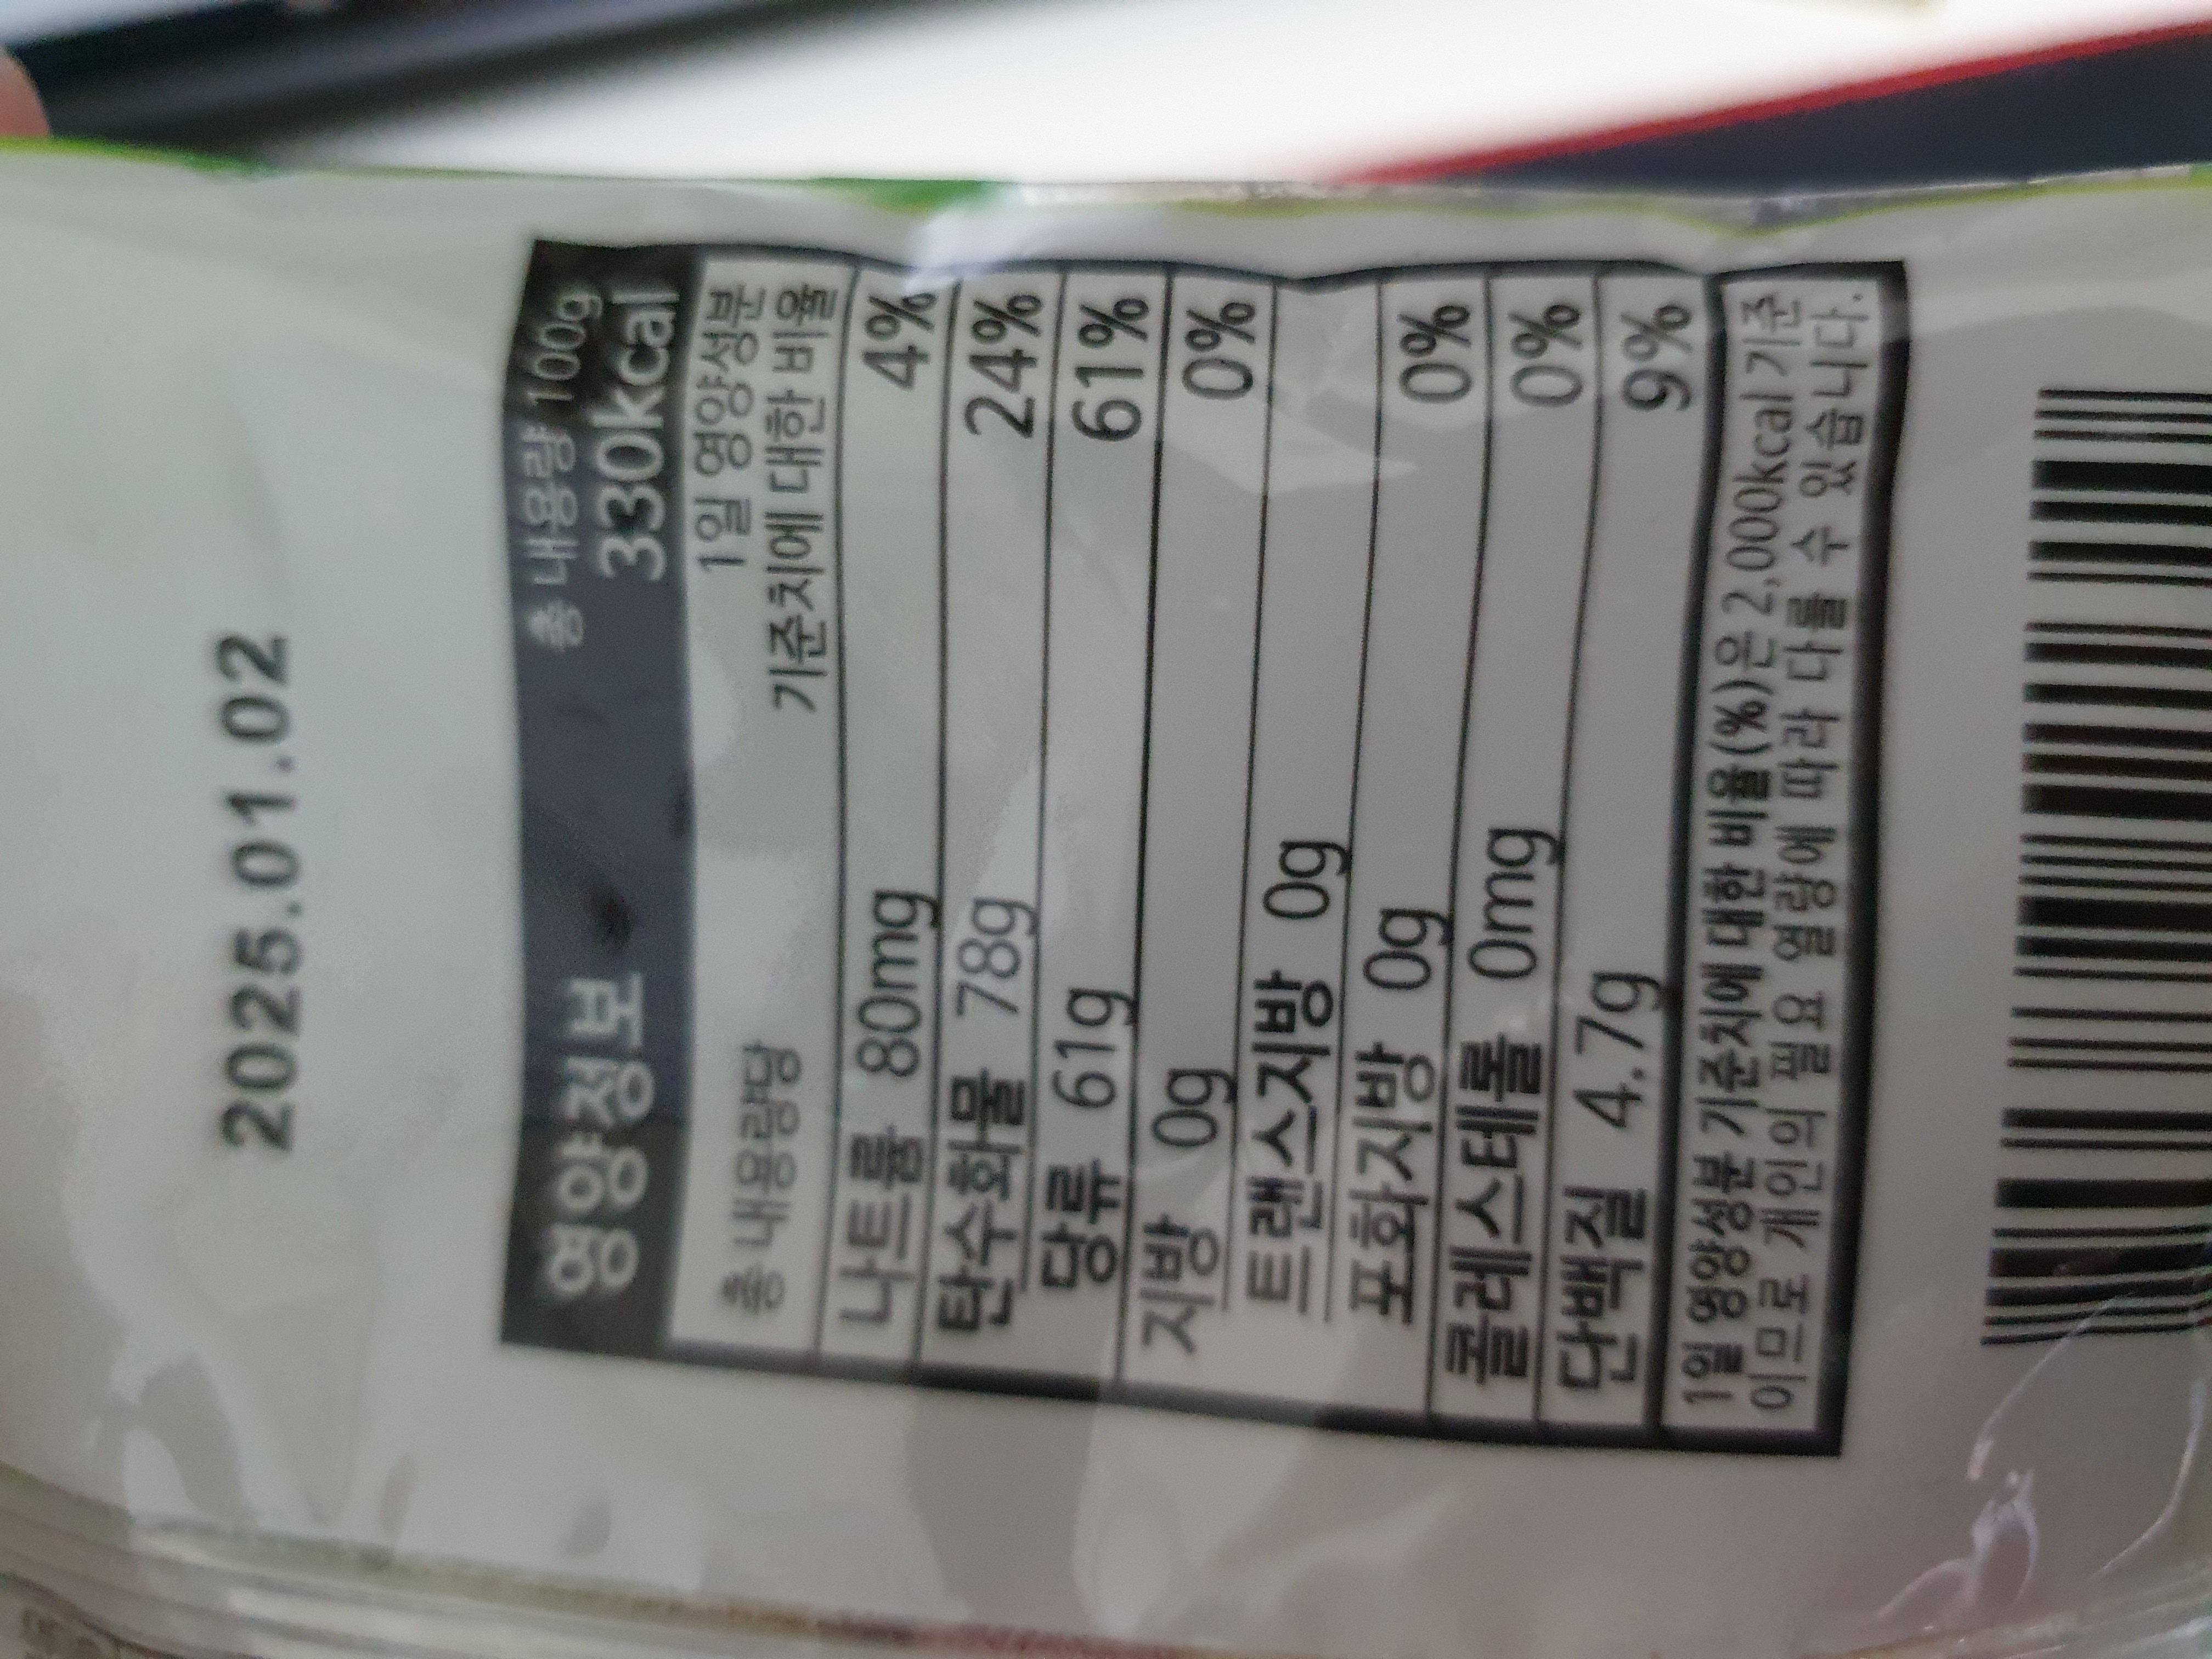 2025.01.02
영양정보
총 내용량 100g
330kcal
총 내용량당
1일 영양성분
기준치에 대한 비율
나트륨 80mg 4%
탄수화물 78g 24%
당류 61g 61%
지방 0g 0%
트랜스지방 0g
포화지방 0g 0%
콜레스테롤 0mg 0%
단백질 4.7g 9%
1일 영양성분 기준치에 대한 비율(%)은 2,000kcal 기준
이므로 개인의 필요 열량에 따라 다를 수 있습니다.